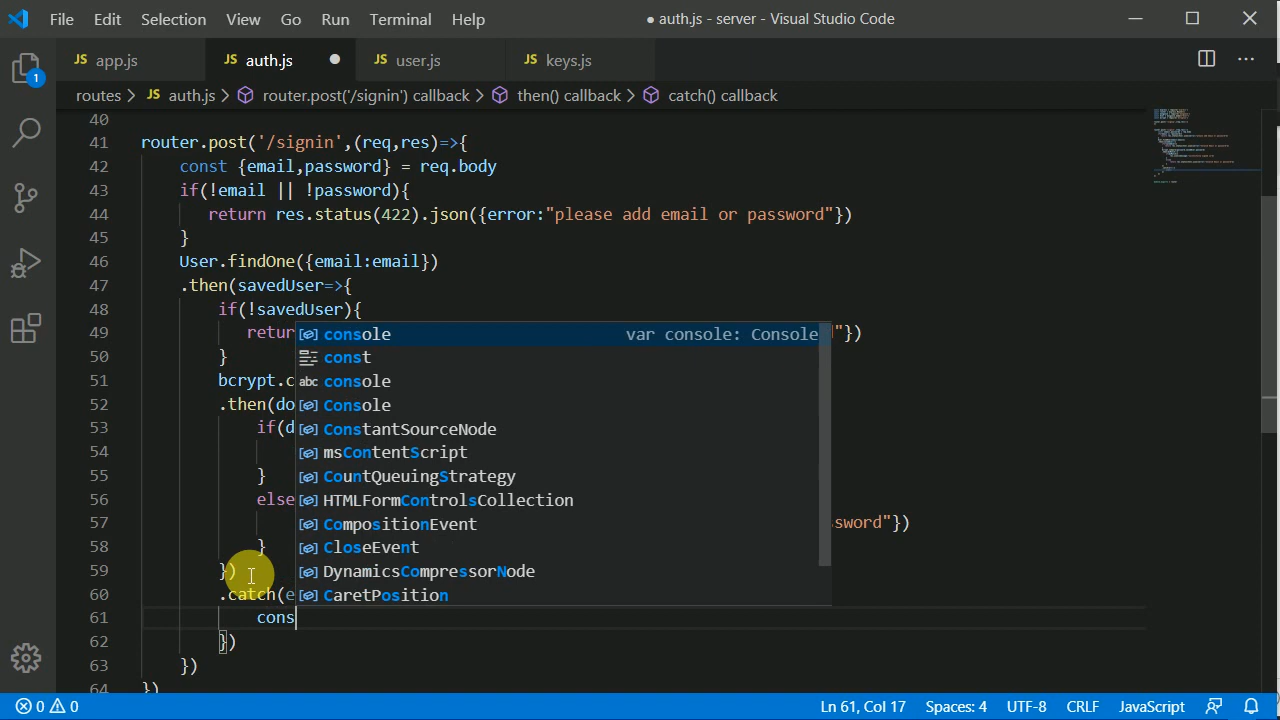 File Edit Selection View Go Run Terminal Help ● auth.js - server - Visual Studio Code
JS app.js JS auth.js ● JS user.js JS keys.js ...
1
routes > JS auth.js > router.post('/signin') callback > then() callback > catch() callback
40
41 router.post('/signin',(req,res)=>{
42 const {email,password} = req.body
43 if(!email || !password){
44 return res.status(422).json({error:"please add email or password"})
45 }
46 User.findOne({email:email})
47 .then(savedUser=>{
48 if(!savedUser){
49 retur "})
console var console: Console
50 }
const
51 bcrypt.c
abc console
52 .then(do
Console
53 if(d
ConstantSourceNode
54
msContentScript
55 }
CountQueuingStrategy
56 else
HTMLFormControlsCollection
57 sword"})
CompositionEvent
58 }
CloseEvent
59 })
DynamicsCompressorNode
60 .catch(e
CaretPosition
61 cons
62 })
63 })
64 })
0 0 Ln 61, Col 17 Spaces: 4 UTF-8 CRLF JavaScript